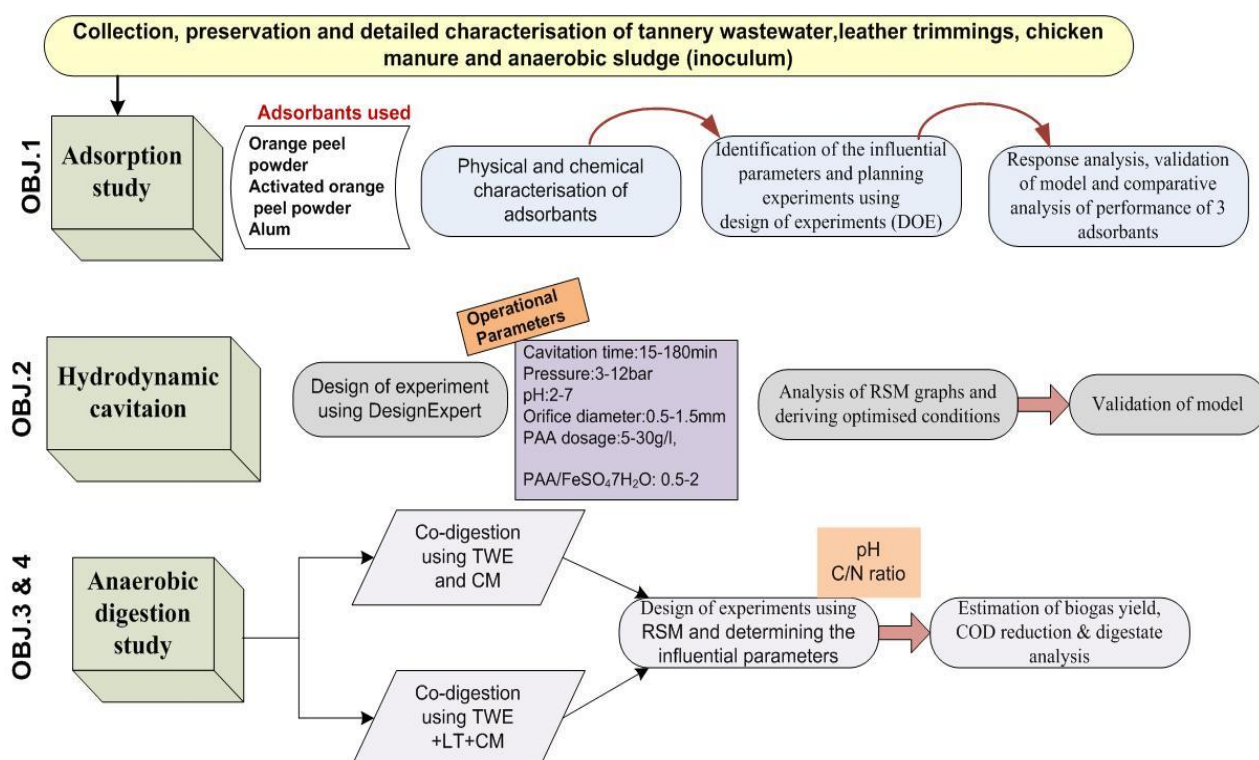 Collection, preservation and detailed characterisation of tannery wastewater,leather trimmings, chicken
manure and anaerobic sludge (inoculum)
OBJ.1
Adsorption
study
Adsorbants used
Orange peel
powder
Activated orange
peel powder
Alum
Physical and chemical
characterisation of
adsorbants
Identification of the influential
parameters and planning
experiments using
design of experiments (DOE)
Response analysis, validation
of model and comparative
analysis of performance of 3
adsorbants
OBJ.2
Hydrodynamic
cavitaion
Design of experiment
using DesignExpert
Operational
Parameters
Cavitation time:15-180min
Pressure:3-12bar
pH:2-7
Orifice diameter:0.5-1.5mm
PAA dosage:5-30g/l,
PAA/FeSO₄7H₂O: 0.5-2
Analysis of RSM graphs and
deriving optimised conditions
Validation of model
OBJ.3 & 4
Anaerobic
digestion
study
Co-digestion
using TWE
and CM
Co-digestion
using TWE
+LT+CM
Design of experiments using
RSM and determining the
influential parameters
pH
C/N ratio
Estimation of biogas yield,
COD reduction & digestate
analysis